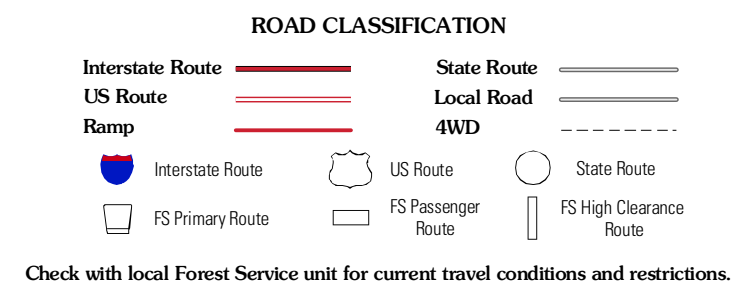 ROAD CLASSIFICATION
Interstate Route
State Route
US Route
Local Road
Ramp
4WD
Interstate Route
US Route
State Route
FS Primary Route
FS Passenger
Route
FS High Clearance
Route
Check with local Forest Service unit for current travel conditions and restrictions.